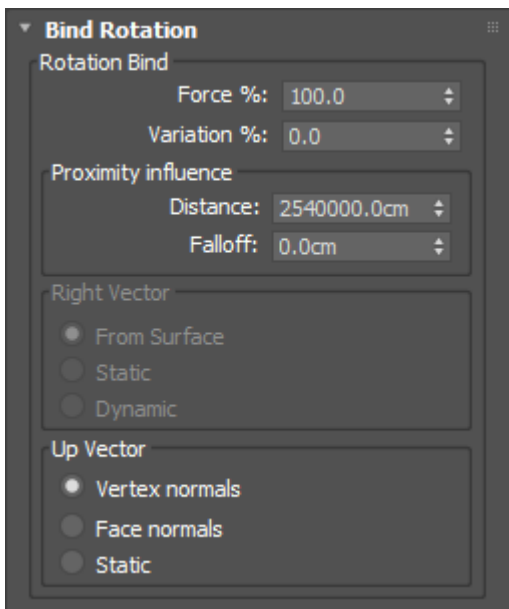 Bind Rotation
Rotation Bind
Force %: 100.0
Variation %: 0.0
Proximity influence
Distance: 2540000.0cm
Falloff: 0.0cm
Right Vector
From Surface
Static
Dynamic
Up Vector
Vertex normals
Face normals
Static